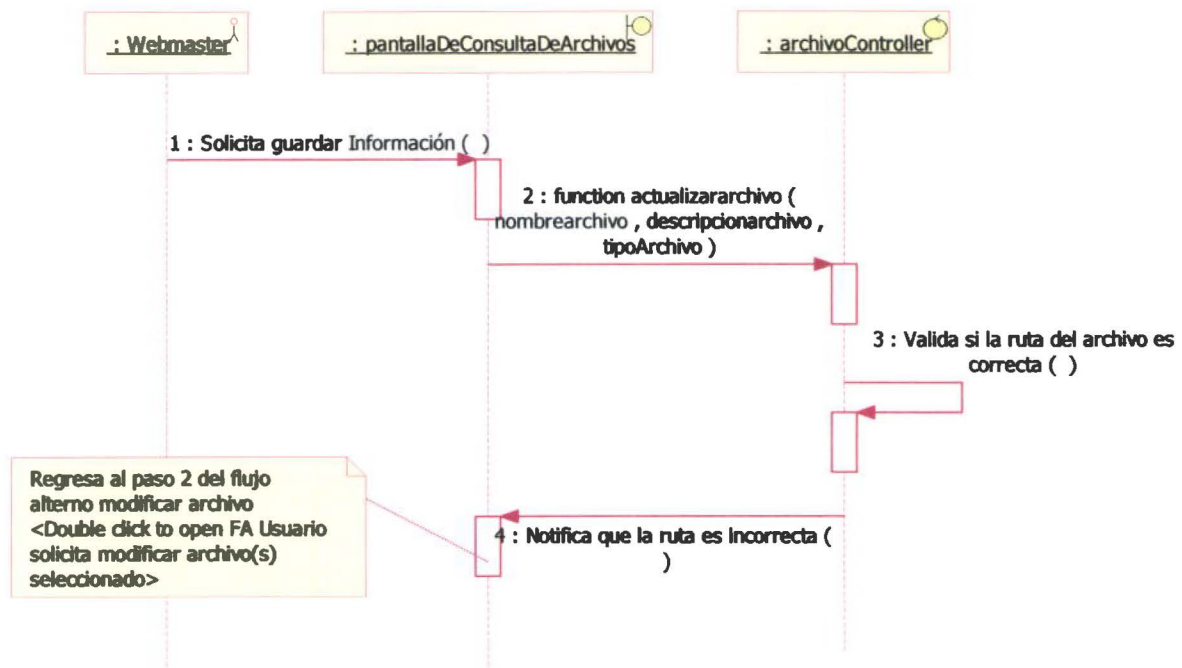 : Webmaster
: pantallaDeConsultaDeArchivos
: archivoController
1 : Solicita guardar Información ( )
2 : function actualizararchivo (
nombrearchivo , descripcionarchivo ,
tipoArchivo )
3 : Valida si la ruta del archivo es
correcta ( )
Regresa al paso 2 del flujo
alterno modificar archivo
<Double click to open FA Usuario
solicita modificar archivo(s)
seleccionado>
4 : Notifica que la ruta es incorrecta (
)